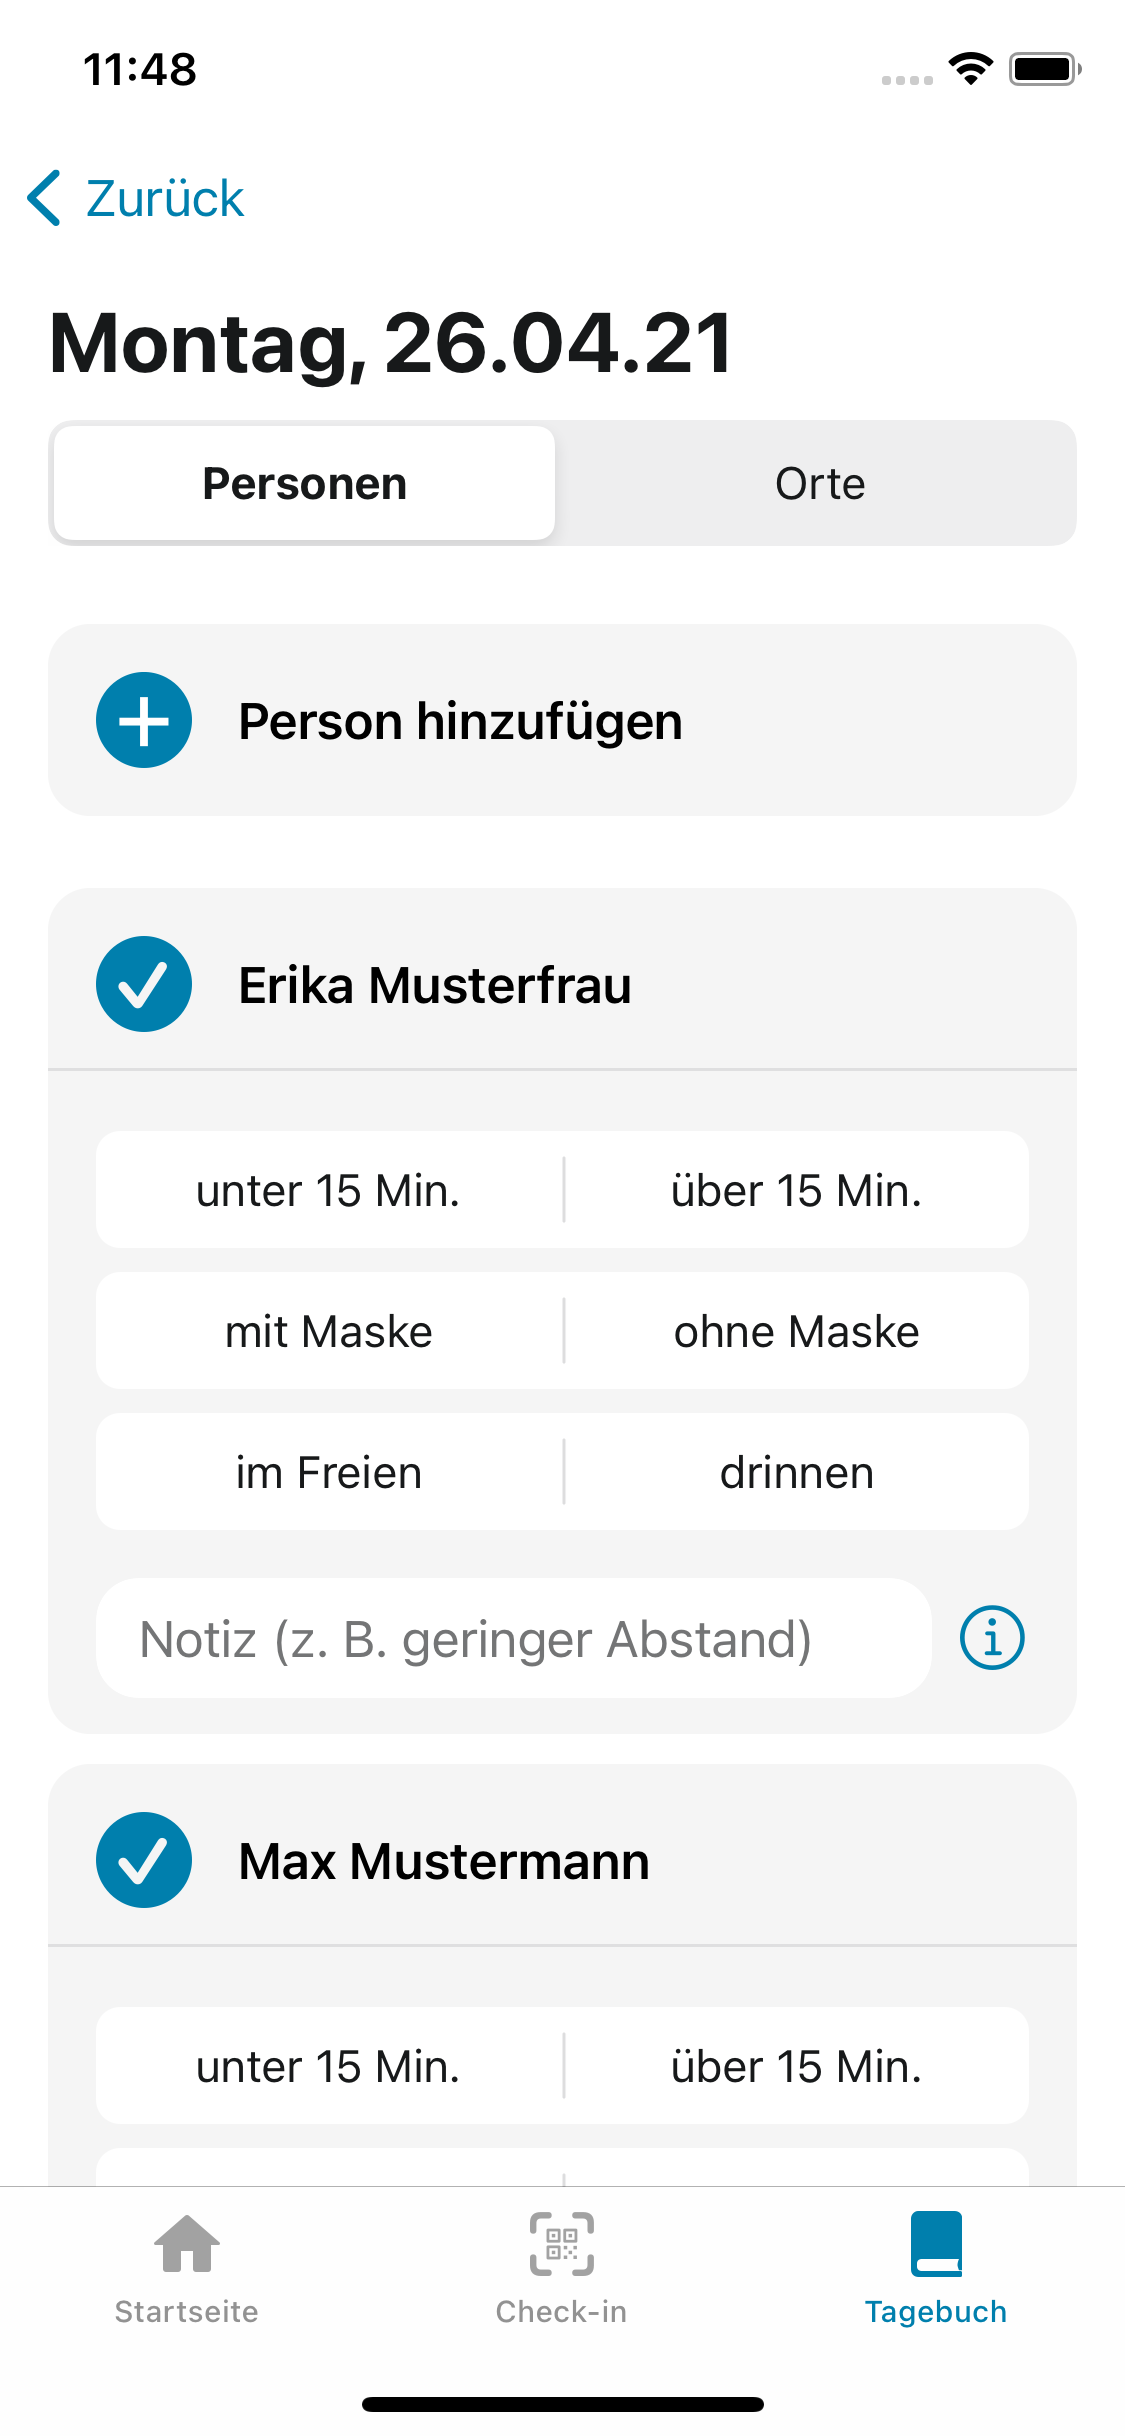 11:48
Zurück
Montag, 26.04.21
Personen Orte
Person hinzufügen
Erika Musterfrau
unter 15 Min. über 15 Min.
mit Maske ohne Maske
im Freien drinnen
Notiz (z. B. geringer Abstand)
Max Mustermann
unter 15 Min. über 15 Min.
Startseite Check-in Tagebuch